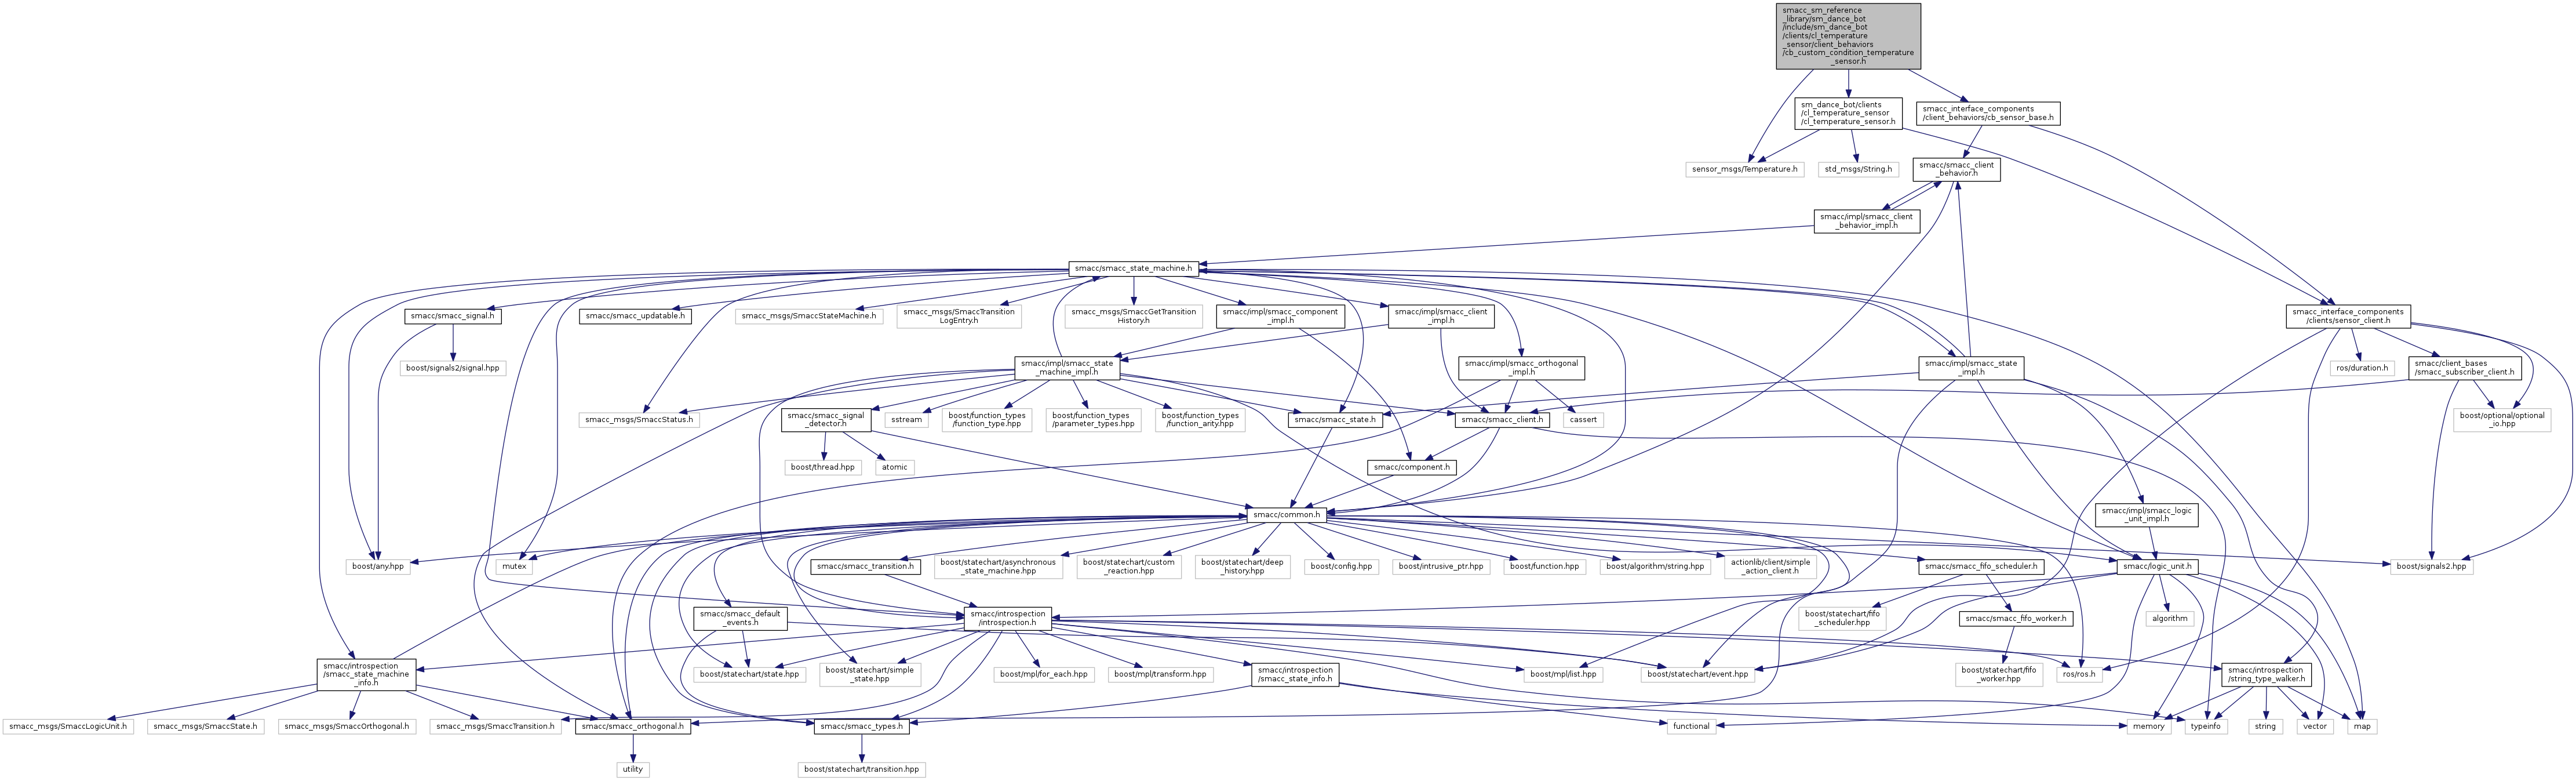 smacc_sm_reference
_library/sm_dance_bot
/include/sm_dance_bot
/clients/cl_temperature
_sensor/client_behaviors
/cb_custom_condition_temperature
_sensor.h
sm_dance_bot/clients
/cl_temperature_sensor
/cl_temperature_sensor.h
smacc_interface_components
/client_behaviors/cb_sensor_base.h
sensor_msgs/Temperature.h
std_msgs/String.h
smacc/smacc_client
_behavior.h
smacc/impl/smacc_client
_behavior_impl.h
smacc/smacc_state_machine.h
smacc/smacc_signal.h
smacc/smacc_updatable.h
smacc_msgs/SmaccStateMachine.h
smacc_msgs/SmaccTransition
LogEntry.h
smacc_msgs/SmaccGetTransition
History.h
smacc/impl/smacc_component
_impl.h
smacc/impl/smacc_client
_impl.h
smacc_interface_components
/clients/sensor_client.h
boost/signals2/signal.hpp
smacc/impl/smacc_state
_machine_impl.h
smacc/impl/smacc_orthogonal
_impl.h
smacc/impl/smacc_state
_impl.h
ros/duration.h
smacc/client_bases
/smacc_subscriber_client.h
smacc_msgs/SmaccStatus.h
smacc/smacc_signal
_detector.h
sstream
boost/function_types
/function_type.hpp
boost/function_types
/parameter_types.hpp
boost/function_types
/function_arity.hpp
smacc/smacc_state.h
smacc/smacc_client.h
cassert
boost/optional/optional
_io.hpp
boost/thread.hpp
atomic
smacc/component.h
smacc/common.h
smacc/impl/smacc_logic
_unit_impl.h
boost/any.hpp
mutex
smacc/smacc_transition.h
boost/statechart/asynchronous
_state_machine.hpp
boost/statechart/custom
_reaction.hpp
boost/statechart/deep
_history.hpp
boost/config.hpp
boost/intrusive_ptr.hpp
boost/function.hpp
boost/algorithm/string.hpp
actionlib/client/simple
_action_client.h
smacc/smacc_fifo_scheduler.h
smacc/logic_unit.h
boost/signals2.hpp
smacc/smacc_default
_events.h
smacc/introspection
/introspection.h
boost/statechart/fifo
_scheduler.hpp
smacc/smacc_fifo_worker.h
algorithm
smacc/introspection
/smacc_state_machine
_info.h
boost/statechart/state.hpp
boost/statechart/simple
_state.hpp
boost/mpl/for_each.hpp
boost/mpl/transform.hpp
smacc/introspection
/smacc_state_info.h
boost/mpl/list.hpp
boost/statechart/event.hpp
boost/statechart/fifo
_worker.hpp
ros/ros.h
smacc/introspection
/string_type_walker.h
smacc_msgs/SmaccLogicUnit.h
smacc_msgs/SmaccState.h
smacc_msgs/SmaccOrthogonal.h
smacc_msgs/SmaccTransition.h
smacc/smacc_orthogonal.h
smacc/smacc_types.h
functional
memory
typeinfo
string
vector
map
utility
boost/statechart/transition.hpp